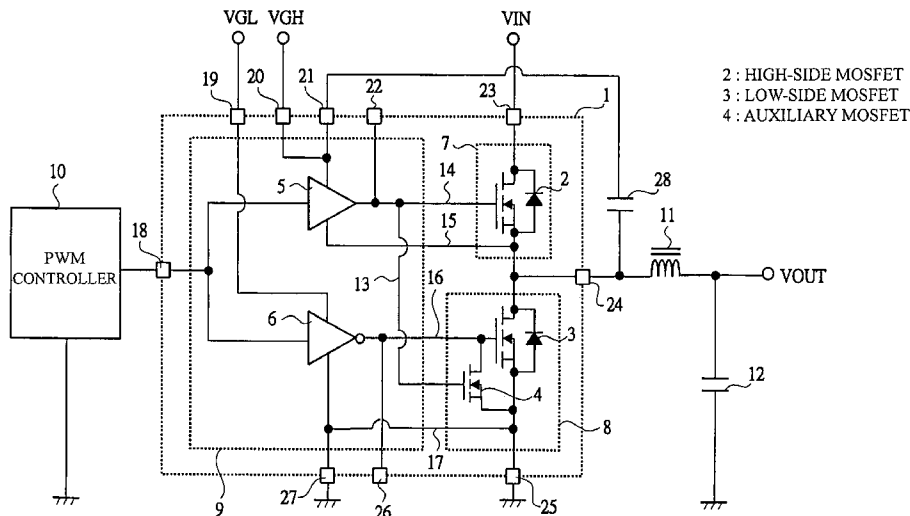 VGL VGH VIN
19 20 21 22 23 1
2 : HIGH-SIDE MOSFET
3 : LOW-SIDE MOSFET
4 : AUXILIARY MOSFET
7
10
5 14 2 28
15 11
PWM
CONTROLLER
18
13 24 VOUT
6 16 3
4 12
8
17
9 27 26 25